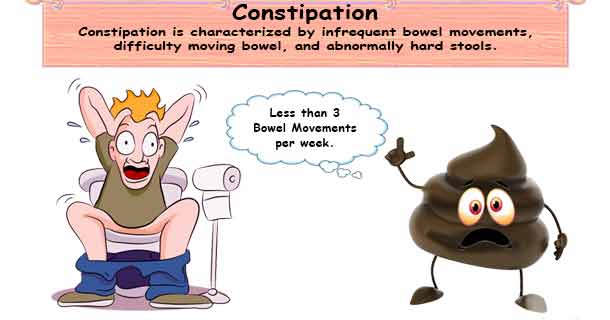 Constipation
Constipation is characterized by infrequent bowel movements,
difficulty moving bowel, and abnormally hard stools.
Less than 3
Bowel Movements
per week.